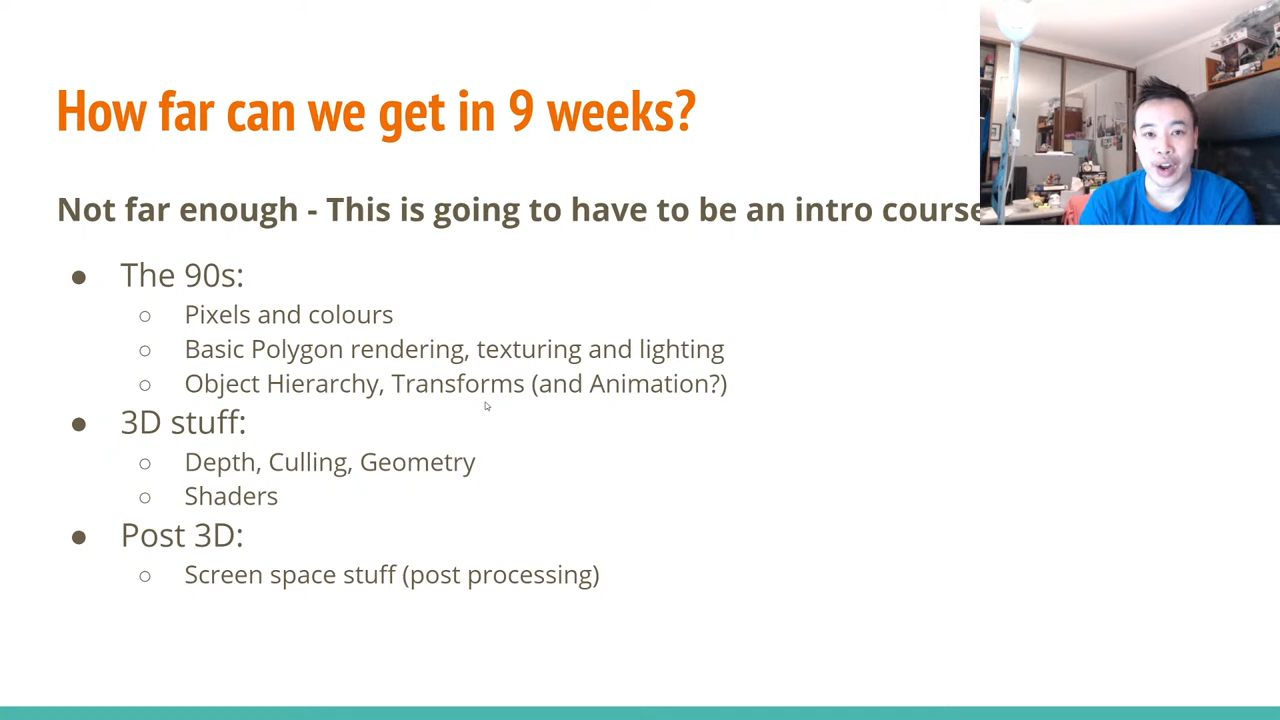 How far can we get in 9 weeks?
Not far enough - This is going to have to be an intro course
● The 90s:
○ Pixels and colours
○ Basic Polygon rendering, texturing and lighting
○ Object Hierarchy, Transforms (and Animation?)
● 3D stuff:
○ Depth, Culling, Geometry
○ Shaders
● Post 3D:
○ Screen space stuff (post processing)